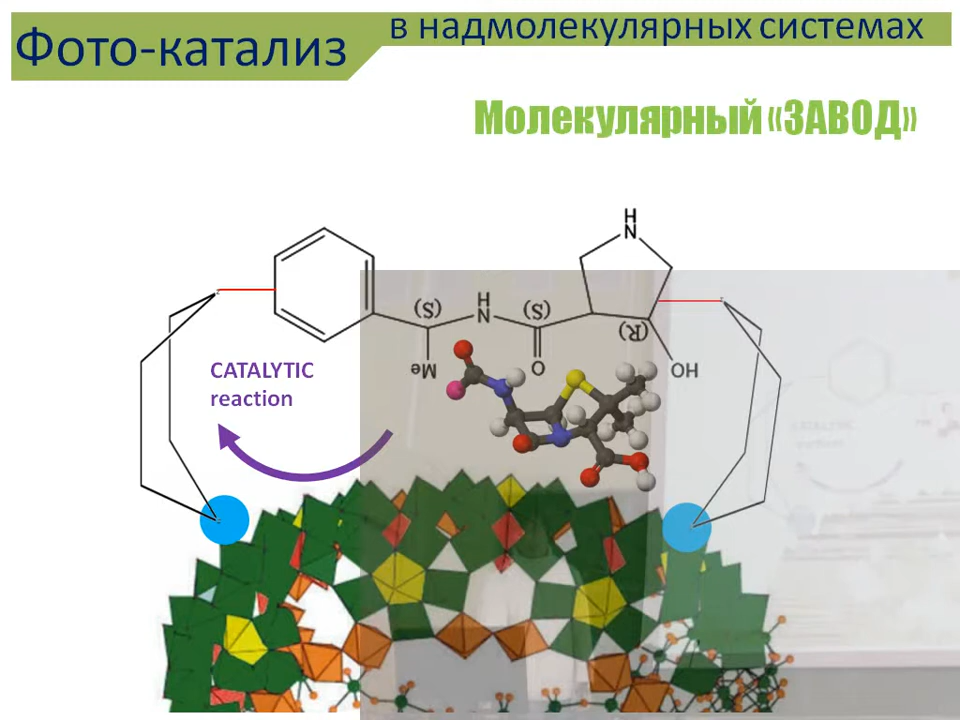 Фото-катализ
в надмолекулярных системах
Молекулярный «ЗАВОД»
H
N
(S)
H
N
(S)
(R)
Me
O
OH
CATALYTIC
reaction